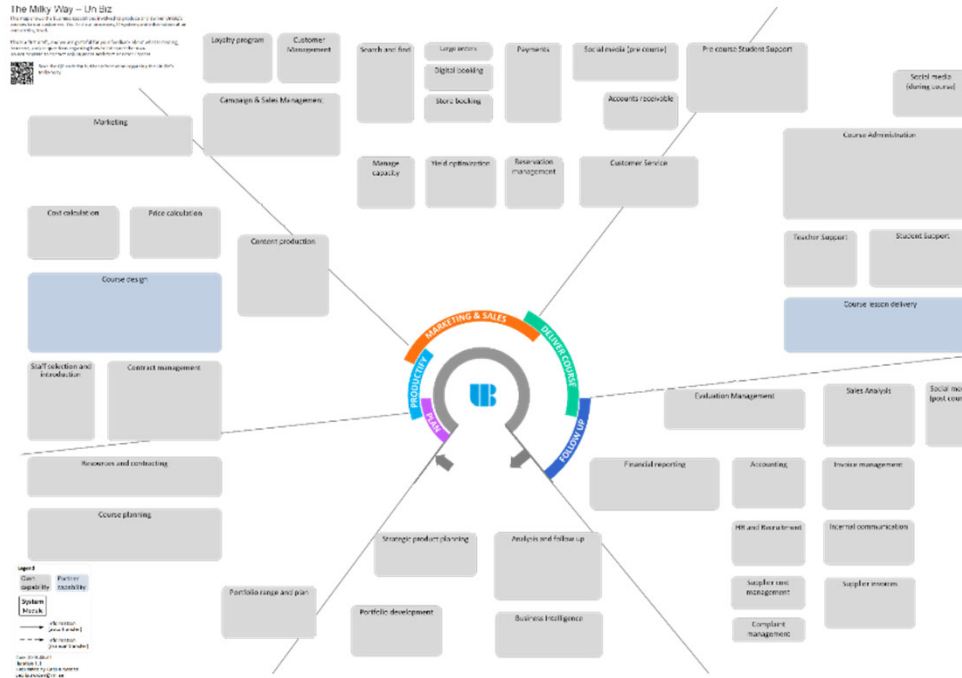 The Milky Way – Un Biz
Loyalty program
Customer
Management
Campaign & Sales Management
Search and find
Large orders
Digital booking
Store booking
Payments
Social media (pre course)
Accounts receivable
Pre course Student Support
Social media
(during course)
Marketing
Manage
capacity
Yield optimization
Reservation
management
Customer Service
Course Administration
Cost calculation
Price calculation
Content production
Teacher Support
Student Support
Course design
Course lesson delivery
MARKETING & SALES
DELIVER COURSE
PRODUCTIFY
PLAN
FOLLOW UP
UB
Staff selection and
introduction
Contract management
Evaluation Management
Sales Analysis
Social
(post
Resources and contracting
Financial reporting
Accounting
Invoice management
Course planning
HR and Recruitment
Internal communication
Strategic product planning
Analysis and follow up
Supplier cost
management
Supplier invoices
Portfolio range and plan
Portfolio development
Business Intelligence
Complaint
management
Legend
Own
capability
Partner
capability
System
Module